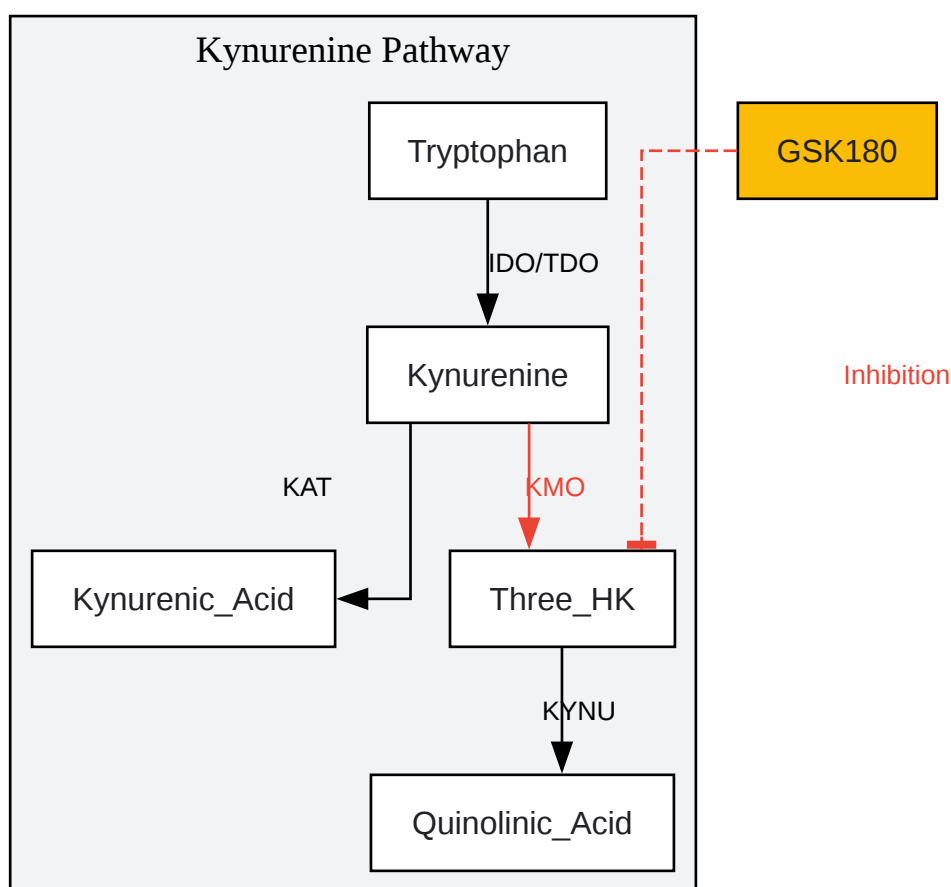 Kynurenine Pathway
Tryptophan
GSK180
IDO/TDO
Kynurenine
Inhibition
KAT
KMO
Kynurenic_Acid
Three_HK
KYNU
Quinolinic_Acid